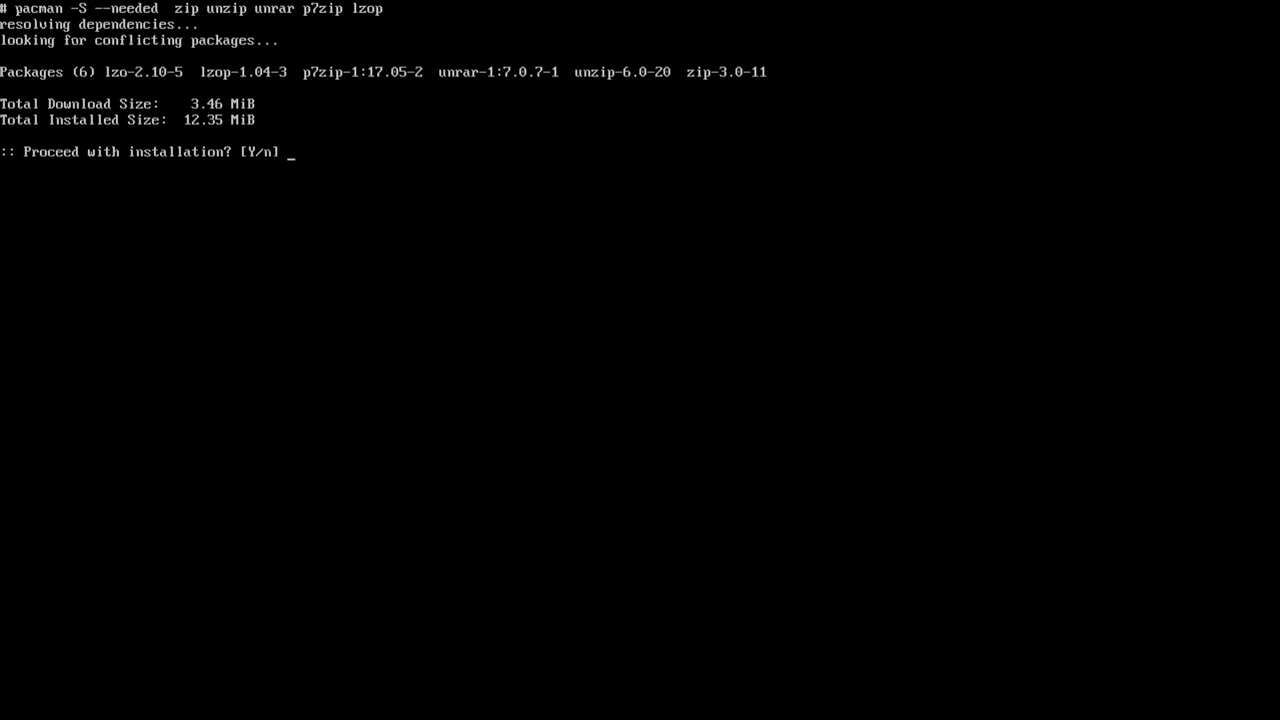 # pacman -S --needed  zip unzip unrar p7zip lzop
resolving dependencies...
looking for conflicting packages...
Packages (6) lzo-2.10-5  lzop-1.04-3  p7zip-1:17.05-2  unrar-1:7.0.7-1  unzip-6.0-20  zip-3.0-11
Total Download Size:    3.46 MiB
Total Installed Size:  12.35 MiB
:: Proceed with installation? [Y/n] _